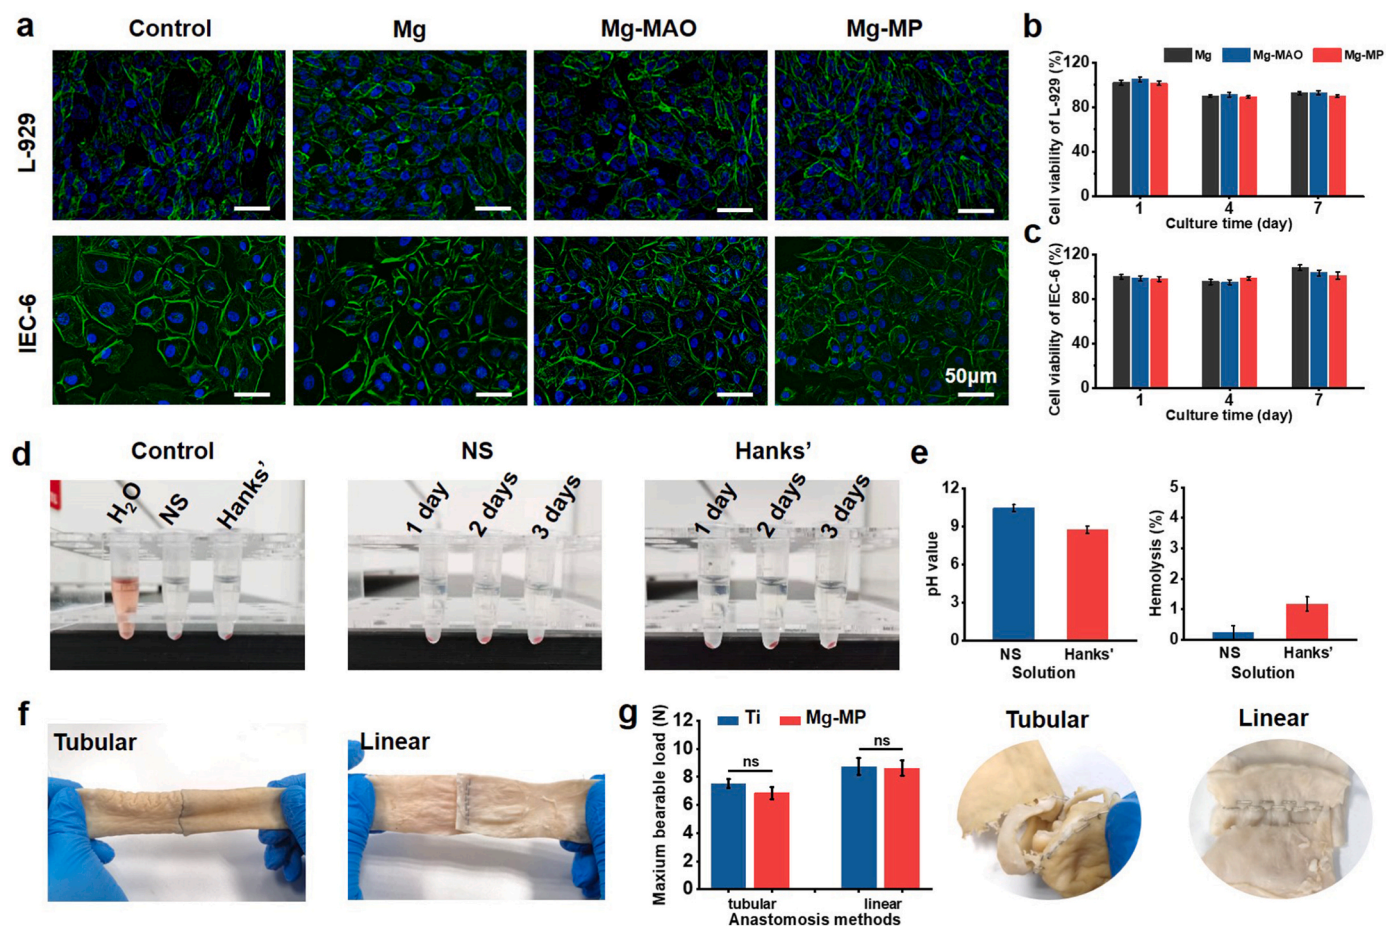 a
Control
Mg
Mg-MAO
Mg-MP
L-929
IEC-6
50μm
b
Mg
Mg-MAO
Mg-MP
Cell viability of L-929 (%)
120
80
40
0
1
4
7
Culture time (day)
c
Cell viability of IEC-6 (%)
120
80
40
0
1
4
7
Culture time (day)
d
Control
NS
Hanks’
H₂O
NS
Hanks’
1 day
2 days
3 days
1 day
2 days
3 days
e
pH value
12
9
6
3
0
NS
Hanks'
Solution
Hemolysis (%)
5
4
3
2
1
0
NS
Hanks’
Solution
f
Tubular
Linear
g
Maxium bearable load (N)
12
10
8
6
4
2
0
Ti
Mg-MP
ns
ns
tubular
linear
Anastomosis methods
Tubular
Linear